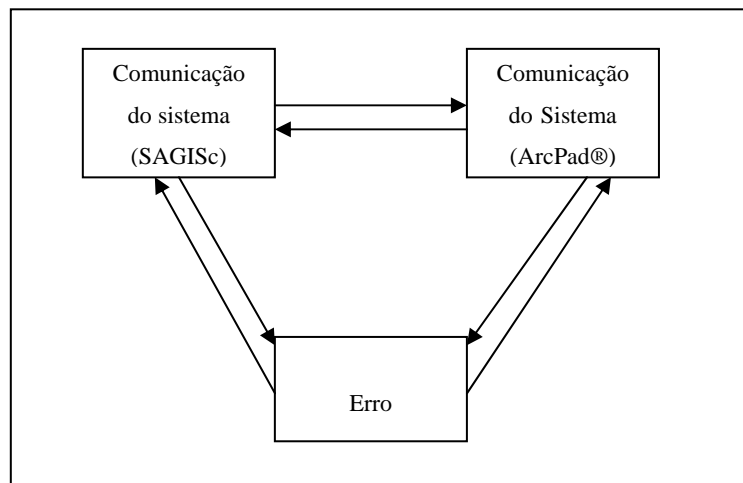 Comunicação
do sistema
(SAGISc)
Comunicação
do Sistema
(ArcPad®)
Erro